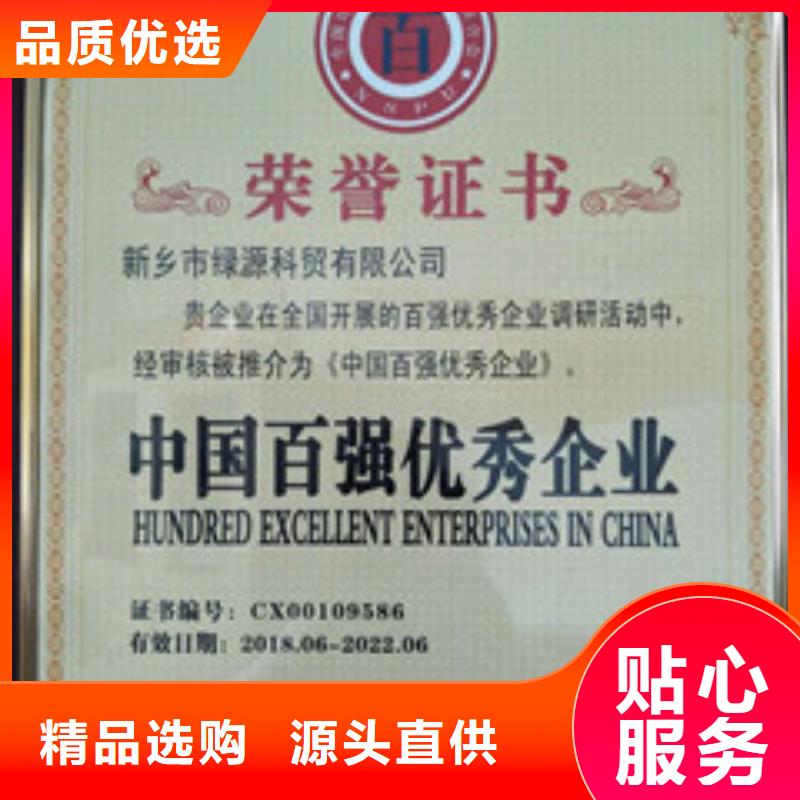 品质优选
百
NSPU
荣誉证书
新乡市绿源科贸有限公司
贵企业在全国开展的百强优秀企业调研活动中,
经审核被推介为《中国百强优秀企业》。
中国百强优秀企业
HUNDRED EXCELLENT ENTERPRISES IN CHINA
证书编号: CX00109586
有效日期: 2018.06-2022.06
贴心
服务
精品选购 源头直供